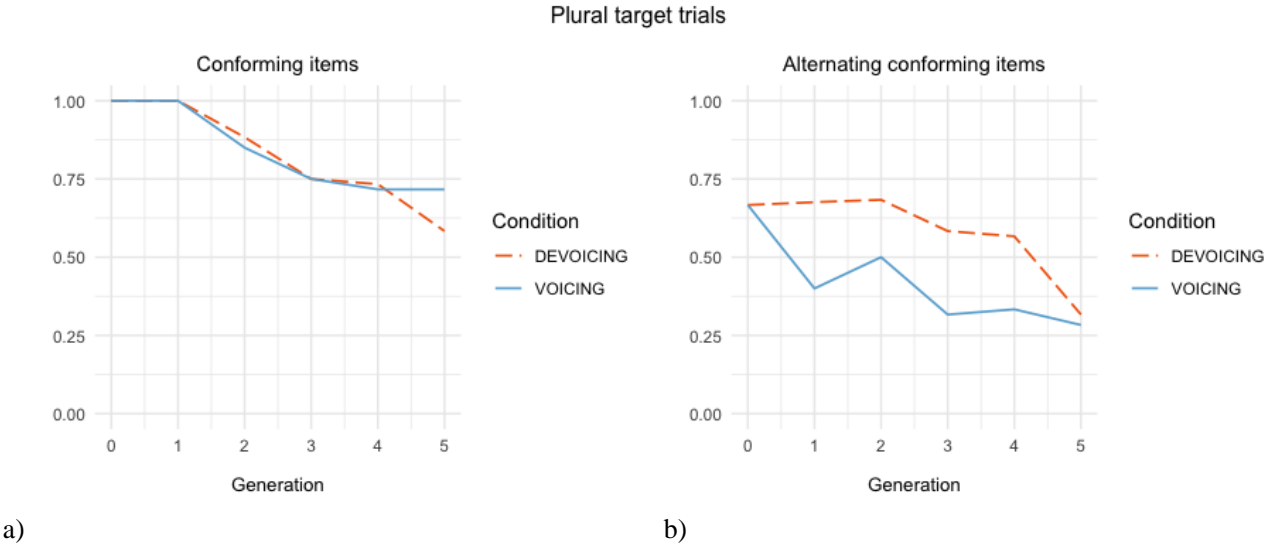 Plural target trials
Conforming items
1.00
0.75
0.50
0.25
0.00
0 1 2 3 4 5
Generation
Condition
DEVOICING
VOICING
a)
Alternating conforming items
1.00
0.75
0.50
0.25
0.00
0 1 2 3 4 5
Generation
Condition
DEVOICING
VOICING
b)